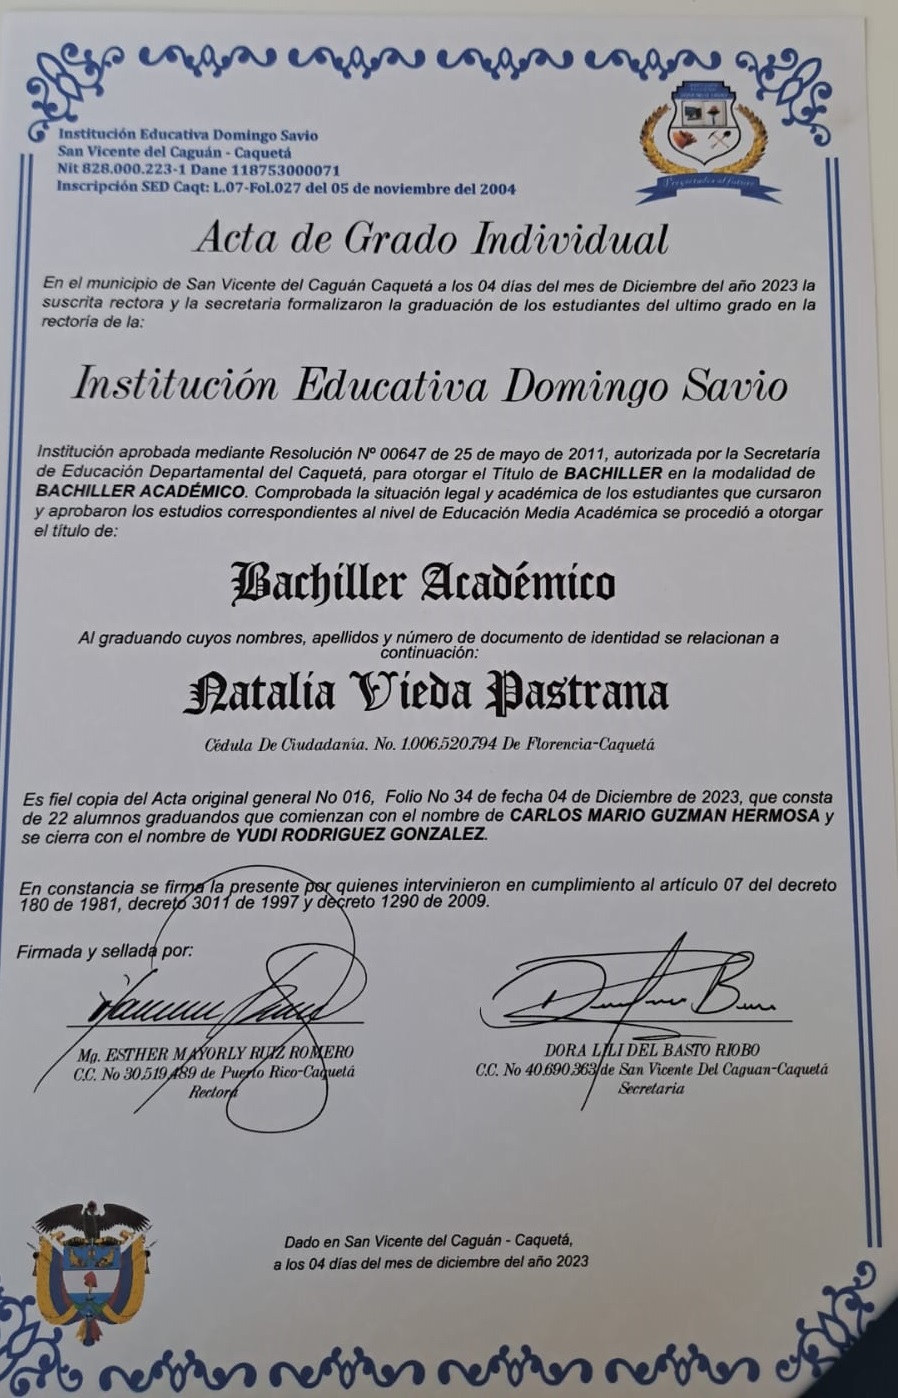 Institución Educativa Domingo Savio
San Vicente del Caguán - Caquetá
Nit 828.000.223-1 Dane 118753000071
Inscripción SED Caqt: L.07-Fol.027 del 05 de noviembre del 2004
Acta de Grado Individual
En el municipio de San Vicente del Caguán Caquetá a los 04 días del mes de Diciembre del año 2023 la
suscrita rectora y la secretaria formalizaron la graduación de los estudiantes del ultimo grado en la
rectoría de la:
Institución Educativa Domingo Savio
Institución aprobada mediante Resolución Nº 00647 de 25 de mayo de 2011, autorizada por la Secretaría
de Educación Departamental del Caquetá, para otorgar el Título de BACHILLER en la modalidad de
BACHILLER ACADÉMICO. Comprobada la situación legal y académica de los estudiantes que cursaron
y aprobaron los estudios correspondientes al nivel de Educación Media Académica se procedió a otorgar
el título de:
Bachiller Académico
Al graduando cuyos nombres, apellidos y número de documento de identidad se relacionan a
continuación:
Natalia Vieda Pastrana
Cédula De Ciudadanía. No. 1.006.520.794 De Florencia-Caquetá
Es fiel copia del Acta original general No 016, Folio No 34 de fecha 04 de Diciembre de 2023, que consta
de 22 alumnos graduandos que comienzan con el nombre de CARLOS MARIO GUZMAN HERMOSA y
se cierra con el nombre de YUDI RODRIGUEZ GONZALEZ.
En constancia se firma la presente por quienes intervinieron en cumplimiento al artículo 07 del decreto
180 de 1981, decreto 3011 de 1997 y decreto 1290 de 2009.
Firmada y sellada por:
Mg. ESTHER MAYORLY RUIZ ROMERO
C.C. No 30.519.489 de Puerto Rico-Caquetá
Rectora
DORA LILI DEL BASTO RIOBO
C.C. No 40.690.363 de San Vicente Del Caguan-Caquetá
Secretaria
Dado en San Vicente del Caguán - Caquetá,
a los 04 días del mes de diciembre del año 2023